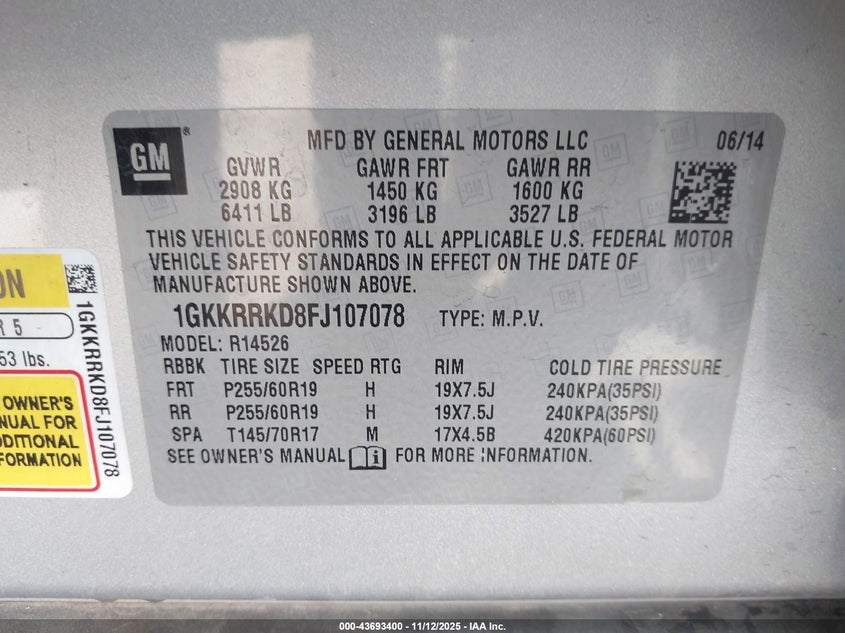 GM
®
MFD BY GENERAL MOTORS LLC 06/14
GVWR GAWR FRT GAWR RR
2908 KG 1450 KG 1600 KG
6411 LB 3196 LB 3527 LB
THIS VEHICLE CONFORMS TO ALL APPLICABLE U.S. FEDERAL MOTOR
VEHICLE SAFETY STANDARDS IN EFFECT ON THE DATE OF
MANUFACTURE SHOWN ABOVE.
1GKKRRKD8FJ107078 TYPE: M.P.V.
MODEL: R14526
RBBK TIRE SIZE SPEED RTG RIM COLD TIRE PRESSURE
FRT P255/60R19 H 19X7.5J 240KPA(35PSI)
RR P255/60R19 H 19X7.5J 240KPA(35PSI)
SPA T145/70R17 M 17X4.5B 420KPA(60PSI)
SEE OWNER'S MANUAL FOR MORE INFORMATION.
ON
R 5
53 lbs.
OWNER'S
NUAL FOR
DDITIONAL
FORMATION
1GKKRRKD8FJ107078
000-43693400 - 11/12/2025 - IAA Inc.